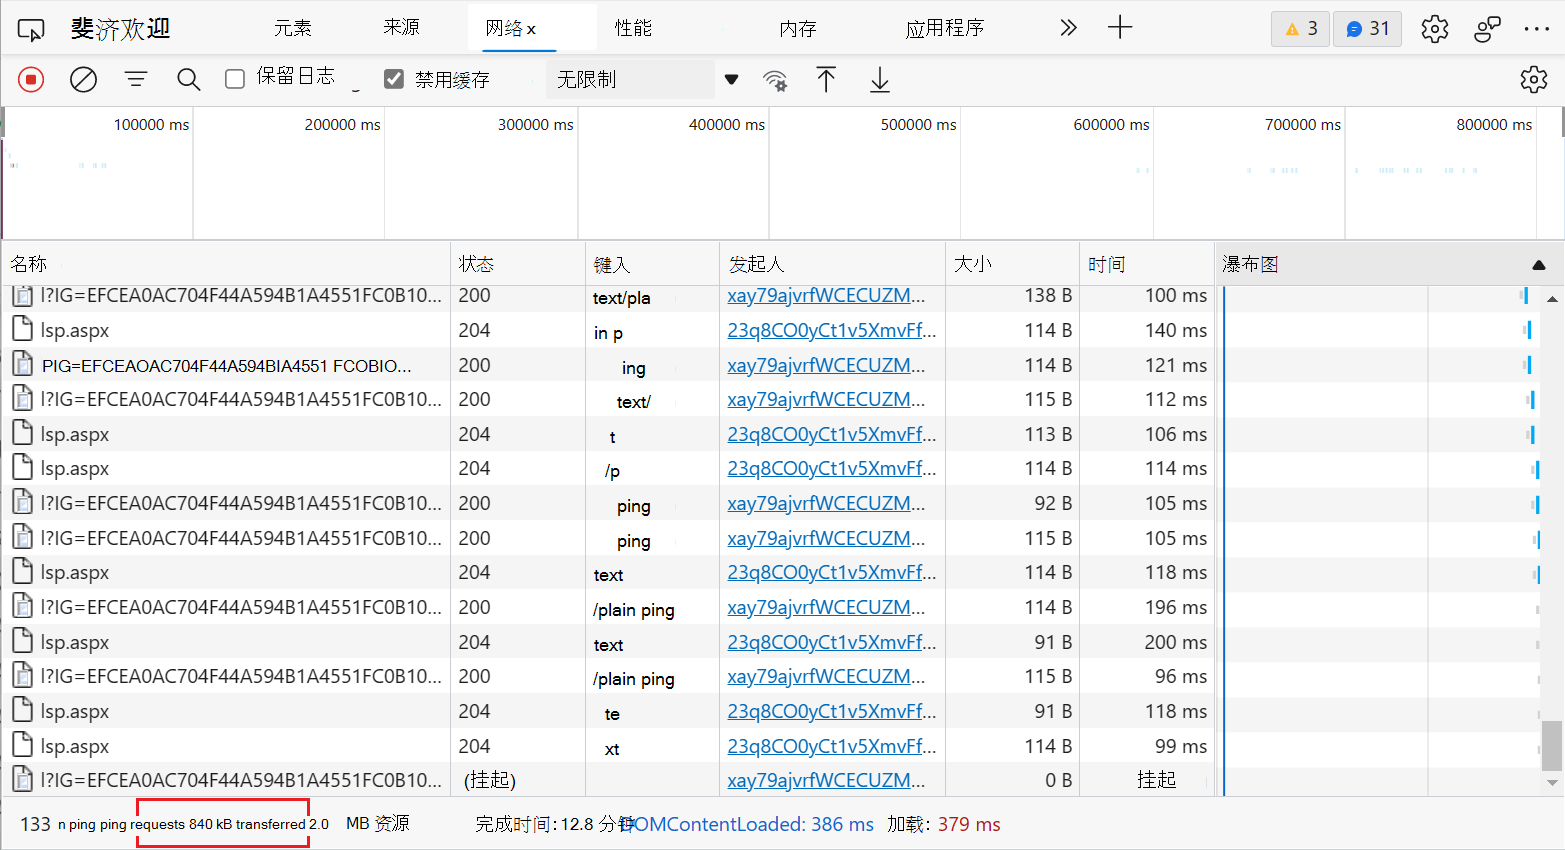 斐济欢迎 元素 来源 网络 x 性能 内存 应用程序 3 31
保留日志 禁用缓存 无限制
100000 ms 200000 ms 300000 ms 400000 ms 500000 ms 600000 ms 700000 ms 800000 ms
名称 状态 键入 发起人 大小 时间 瀑布图
l?IG=EFCEA0AC704F44A594B1A4551FC0B10... 200 text/pla xay79ajvrfWCECUZM... 138 B 100 ms
lsp.aspx 204 in p 23q8CO0yCt1v5XmvFf... 114 B 140 ms
PIG=EFCEAOAC704F44A594BIA4551 FCOBIO... 200 ing xay79ajvrfWCECUZM... 114 B 121 ms
l?IG=EFCEA0AC704F44A594B1A4551FC0B10... 200 text/ xay79ajvrfWCECUZM... 115 B 112 ms
lsp.aspx 204 t 23q8CO0yCt1v5XmvFf... 113 B 106 ms
lsp.aspx 204 /p 23q8CO0yCt1v5XmvFf... 114 B 114 ms
l?IG=EFCEA0AC704F44A594B1A4551FC0B10... 200 ping xay79ajvrfWCECUZM... 92 B 105 ms
l?IG=EFCEA0AC704F44A594B1A4551FC0B10... 200 ping xay79ajvrfWCECUZM... 115 B 105 ms
lsp.aspx 204 text 23q8CO0yCt1v5XmvFf... 114 B 118 ms
l?IG=EFCEA0AC704F44A594B1A4551FC0B10... 200 /plain ping xay79ajvrfWCECUZM... 114 B 196 ms
lsp.aspx 204 text 23q8CO0yCt1v5XmvFf... 91 B 200 ms
l?IG=EFCEA0AC704F44A594B1A4551FC0B10... 200 /plain ping xay79ajvrfWCECUZM... 115 B 96 ms
lsp.aspx 204 te 23q8CO0yCt1v5XmvFf... 91 B 118 ms
lsp.aspx 204 xt 23q8CO0yCt1v5XmvFf... 114 B 99 ms
l?IG=EFCEA0AC704F44A594B1A4551FC0B10... (挂起) xay79ajvrfWCECUZM... 0 B 挂起
133 n ping ping requests 840 kB transferred 2.0 MB 资源 完成时间: 12.8 分钟 DOMContentLoaded: 386 ms 加载: 379 ms